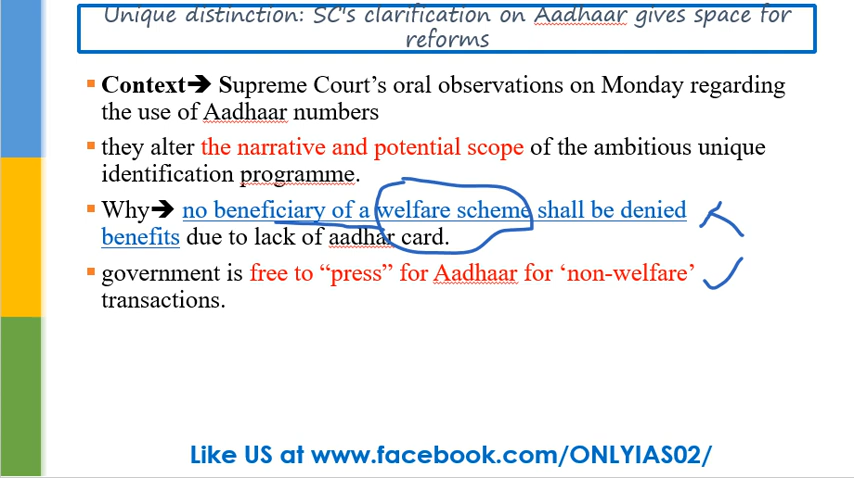 Unique distinction: SC's clarification on Aadhaar gives space for
reforms
▪ Context➔ Supreme Court’s oral observations on Monday regarding
the use of Aadhaar numbers
▪ they alter the narrative and potential scope of the ambitious unique
identification programme.
▪ Why➔ no beneficiary of a welfare scheme shall be denied
benefits due to lack of aadhar card.
▪ government is free to “press” for Aadhaar for ‘non-welfare’
transactions.
Like US at www.facebook.com/ONLYIAS02/